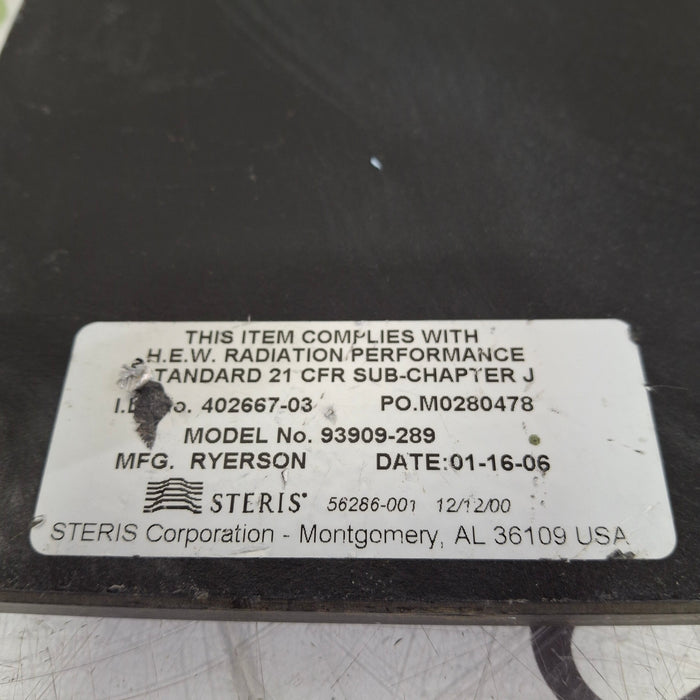 THIS ITEM COMPLIES WITH
.H.E.W. RADIATION PERFORMANCE
STANDARD 21 CFR SUB-CHAPTER J
No. 402667-03 PO.M0280478
MODEL No. 93909-289
MFG. RYERSON DATE:01-16-06
STERIS® 56286-001 12/12/00
STERIS Corporation - Montgomery, AL 36109 USA